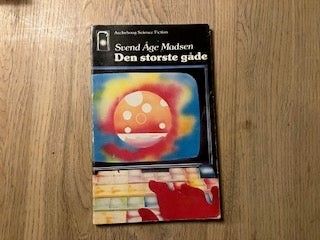 Aschehoug Science Fiction
Svend Åge Madsen
Den største gåde